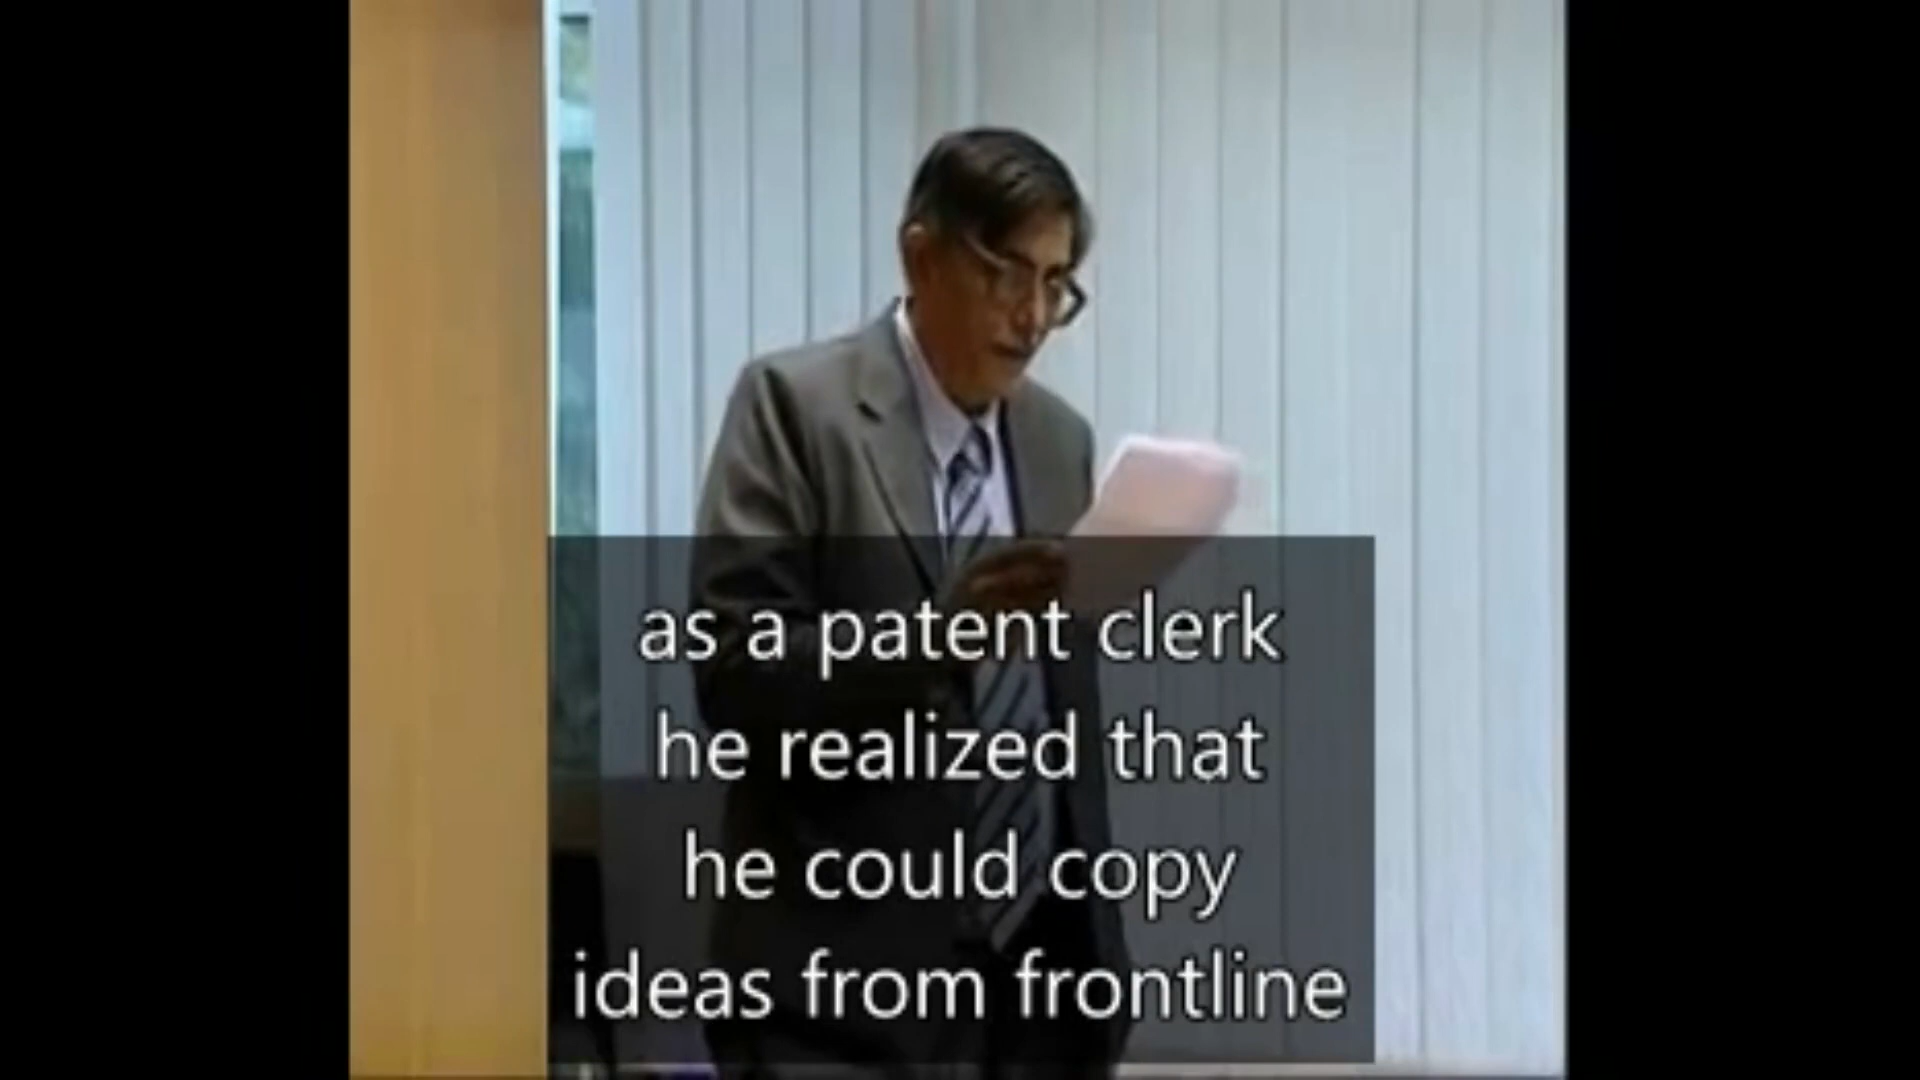 as a patent clerk
he realized that
he could copy
ideas from frontline